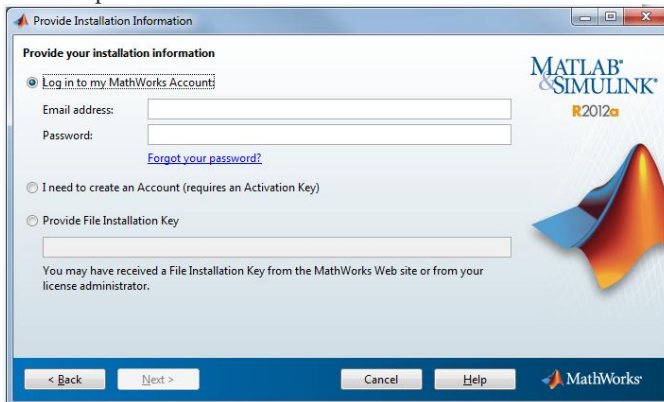 Provide Installation Information
Provide your installation information
Log in to my MathWorks Account
Email address:
Password:
Forgot your password?
I need to create an Account (requires an Activation Key)
Provide File Installation Key
You may have received a File Installation Key from the MathWorks Web site or from your
license administrator.
MATLAB®
&SIMULINK®
R2012a
< Back
Next >
Cancel
Help
MathWorks®